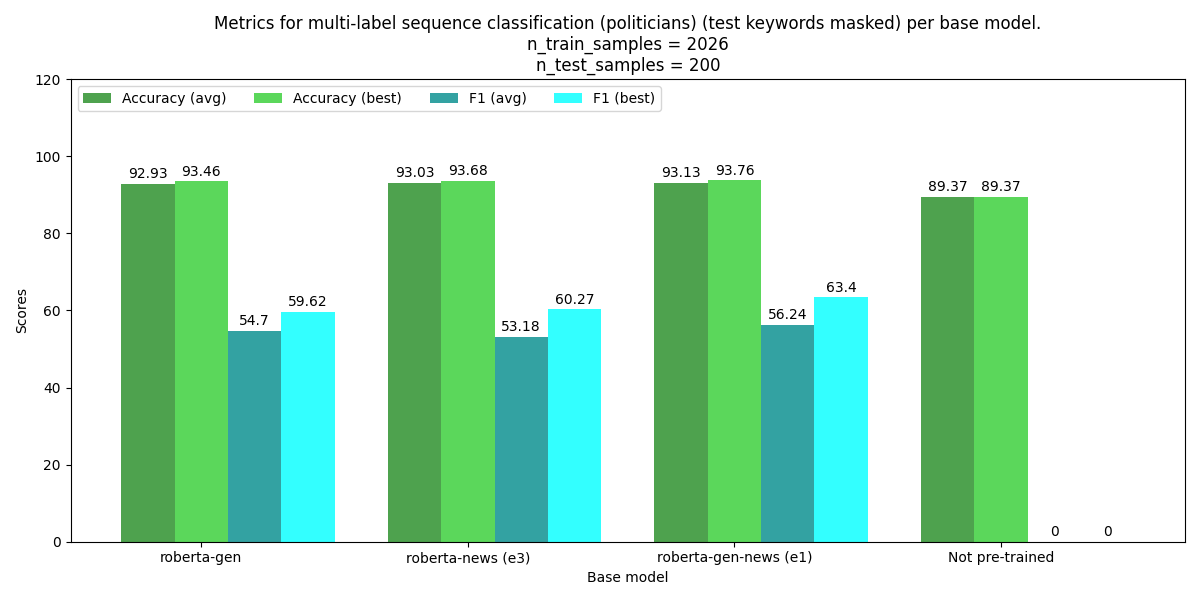 Metrics for multi-label sequence classification (politicians) (test keywords masked) per base model.
n_train_samples = 2026
n_test_samples = 200
Accuracy (avg)
Accuracy (best)
F1 (avg)
F1 (best)
Scores
120
100
80
60
40
20
0
92.93
93.46
54.7
59.62
93.03
93.68
53.18
60.27
93.13
93.76
56.24
63.4
89.37
89.37
0
0
roberta-gen
roberta-news (e3)
roberta-gen-news (e1)
Not pre-trained
Base model